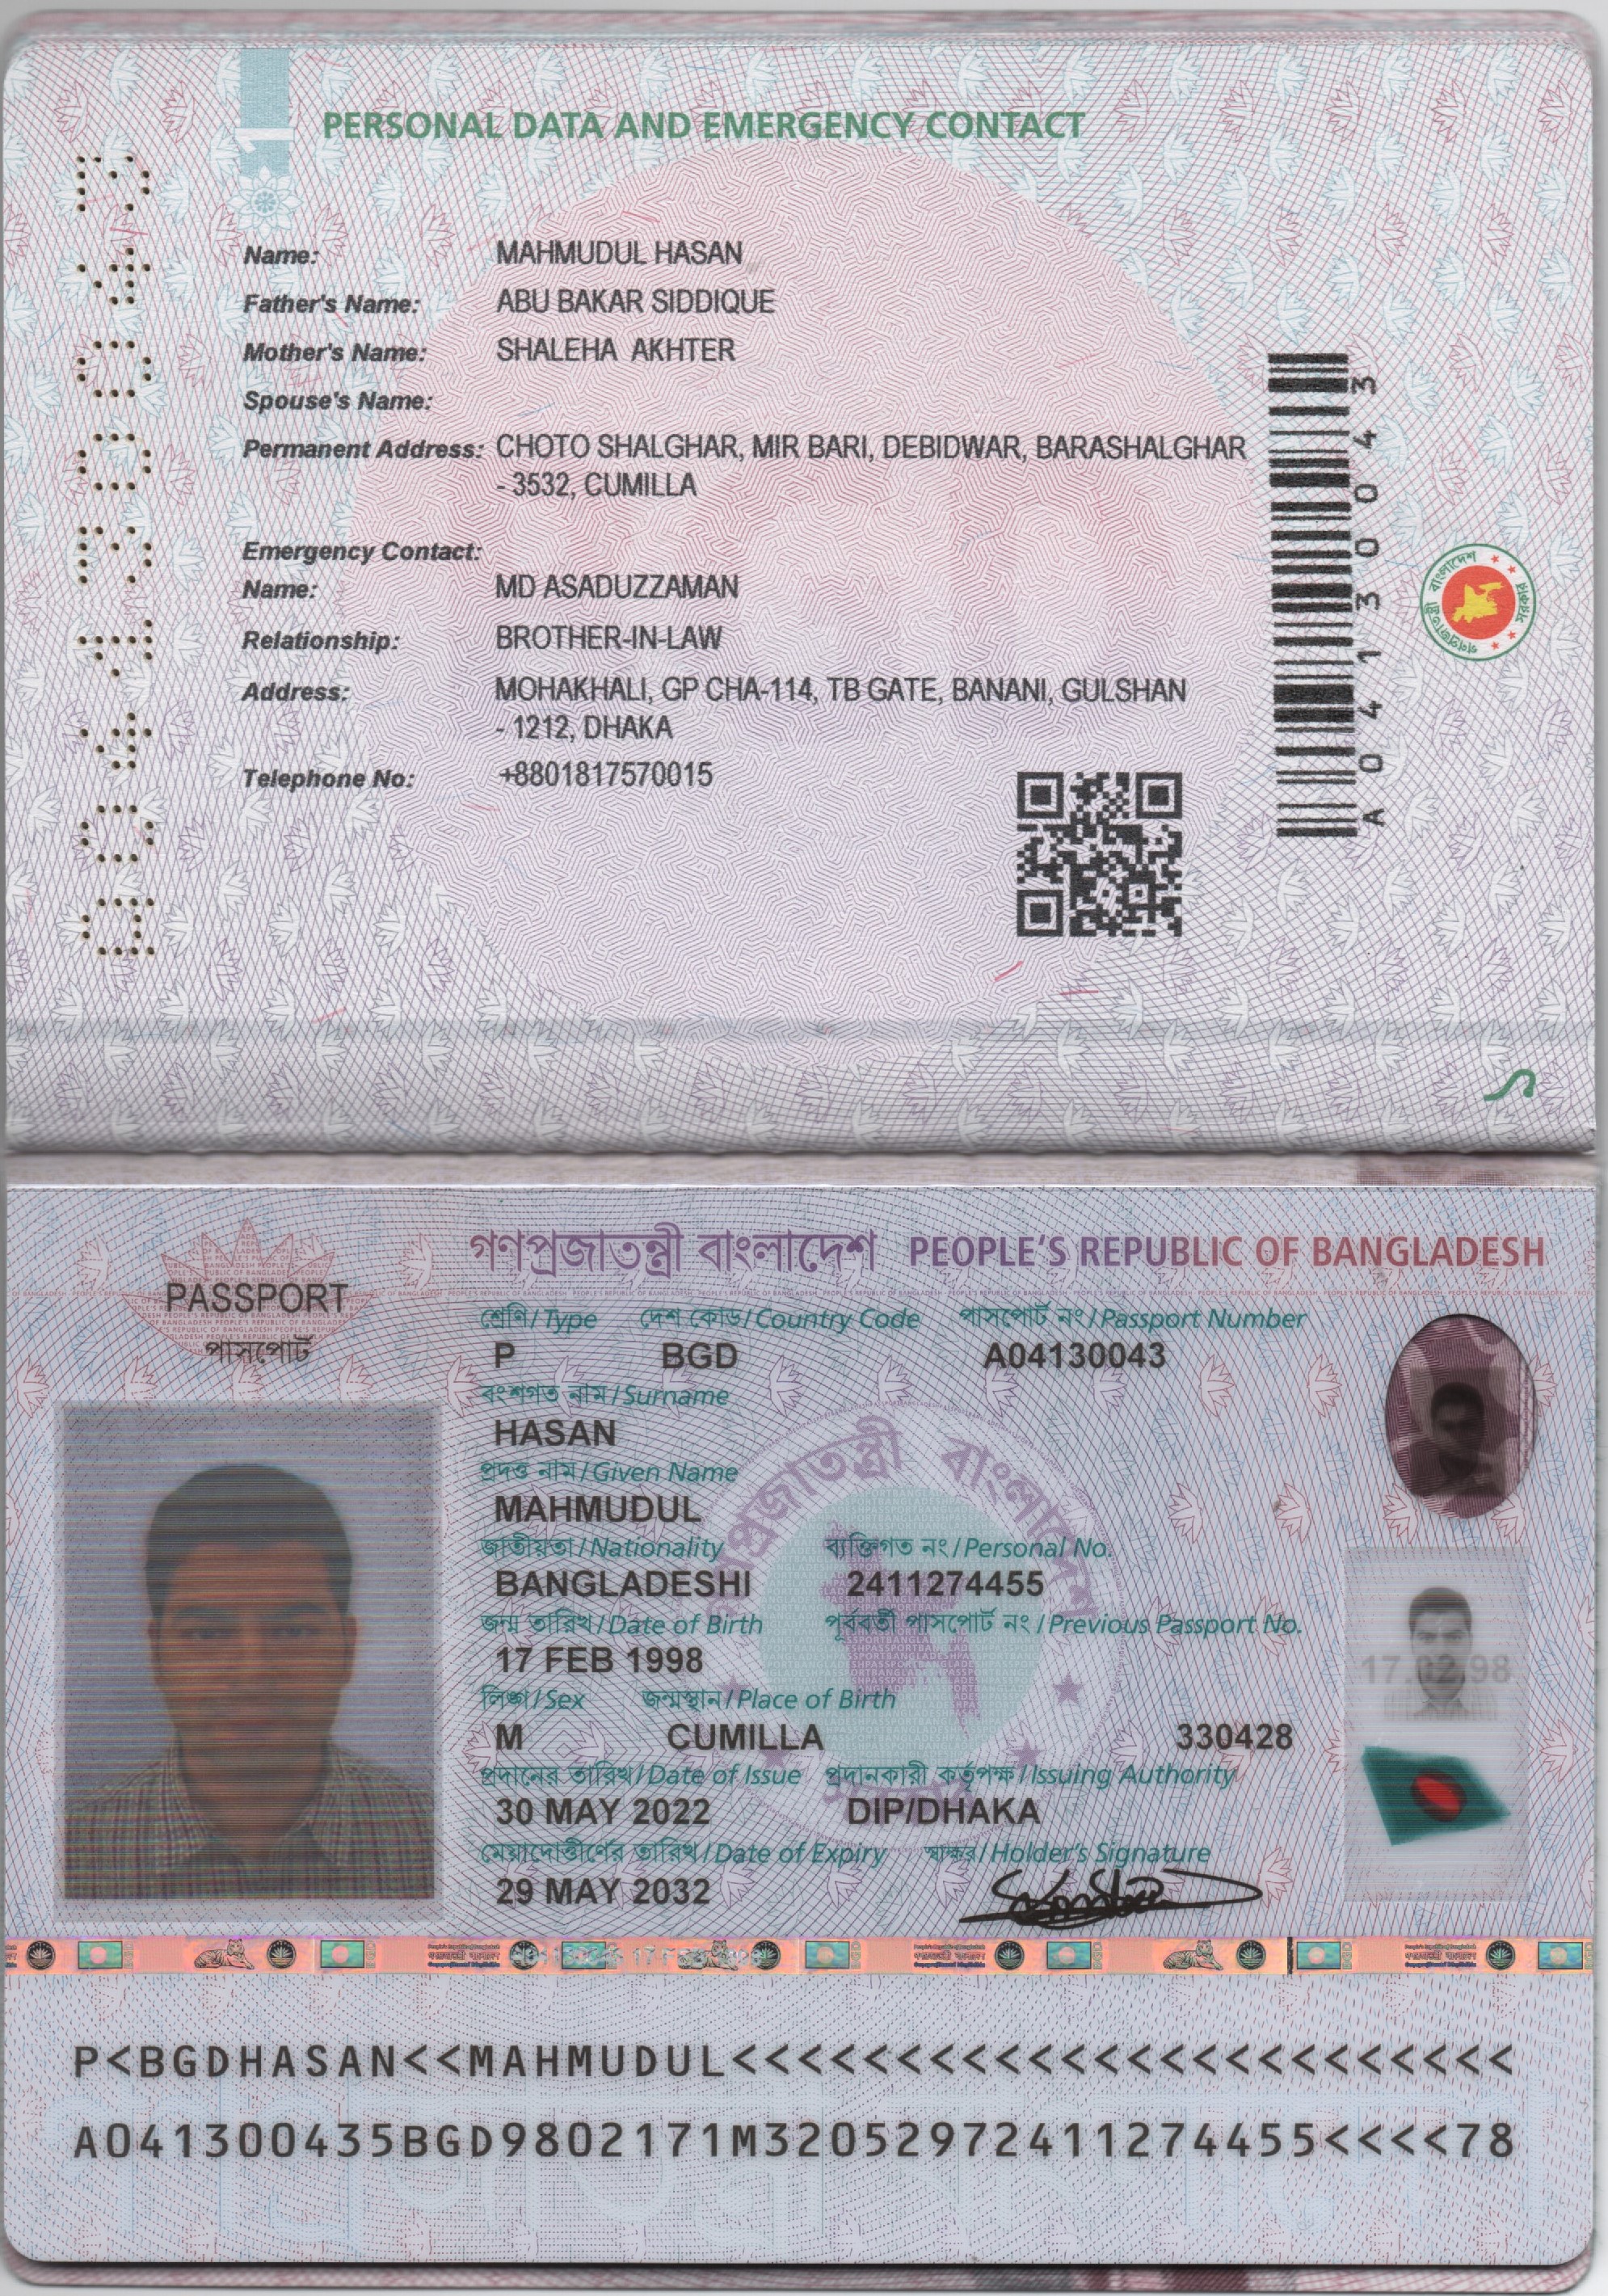 1
PERSONAL DATA AND EMERGENCY CONTACT
Name: MAHMUDUL HASAN
Father's Name: ABU BAKAR SIDDIQUE
Mother's Name: SHALEHA AKHTER
Spouse's Name:
Permanent Address: CHOTO SHALGHAR, MIR BARI, DEBIDWAR, BARASHALGHAR
- 3532, CUMILLA
Emergency Contact:
Name: MD ASADUZZAMAN
Relationship: BROTHER-IN-LAW
Address: MOHAKHALI, GP CHA-114, TB GATE, BANANI, GULSHAN
- 1212, DHAKA
Telephone No: +8801817570015
A04130043
A04130043
গণপ্রজাতন্ত্রী বাংলাদেশ সরকার
১
গণপ্রজাতন্ত্রী বাংলাদেশ PEOPLE'S REPUBLIC OF BANGLADESH
PASSPORT
পাসপোর্ট
শ্রেণি/Type দেশ কোড/Country Code পাসপোর্ট নং/Passport Number
P BGD A04130043
বংশগত নাম/Surname
HASAN
প্রদত্ত নাম/Given Name
MAHMUDUL
জাতীয়তা/Nationality ব্যক্তিগত নং/Personal No.
BANGLADESHI 2411274455
জন্ম তারিখ/Date of Birth পূর্ববর্তী পাসপোর্ট নং/Previous Passport No.
17 FEB 1998
17.02.98
লিঙ্গ/Sex জন্মস্থান/Place of Birth
M CUMILLA 330428
প্রদানের তারিখ/Date of Issue প্রদানকারী কর্তৃপক্ষ/Issuing Authority
30 MAY 2022 DIP/DHAKA
মেয়াদোত্তীর্ণের তারিখ/Date of Expiry স্বাক্ষর/Holder's Signature
29 MAY 2032
P<BGDHASAN<<MAHMUDUL<<<<<<<<<<<<<<<<<<<<<<<<
A041300435BGD9802171M32052972411274455<<<<78